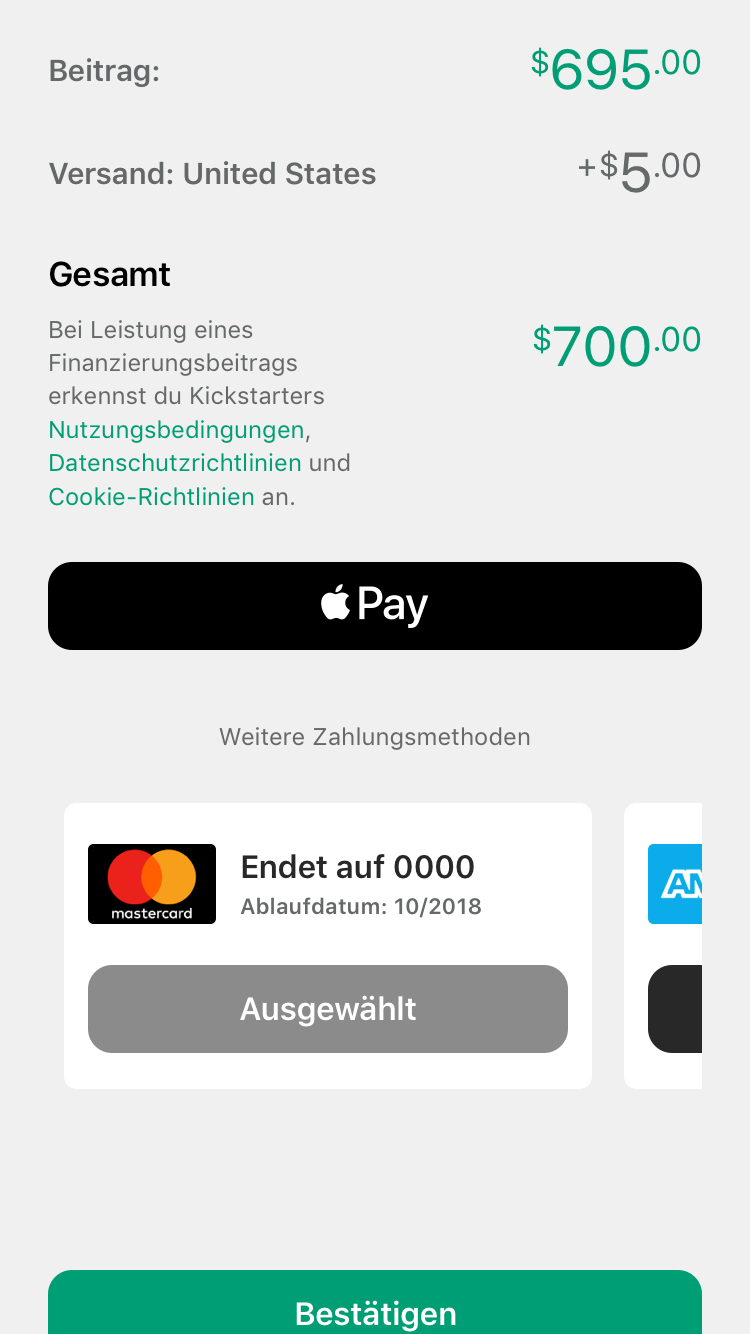 Beitrag: $695.00
Versand: United States +$5.00
Gesamt
Bei Leistung eines
Finanzierungsbeitrags
erkennst du Kickstarters
Nutzungsbedingungen,
Datenschutzrichtlinien und
Cookie-Richtlinien an.
$700.00
Pay
Weitere Zahlungsmethoden
mastercard
Endet auf 0000
Ablaufdatum: 10/2018
Ausgewählt
Bestätigen